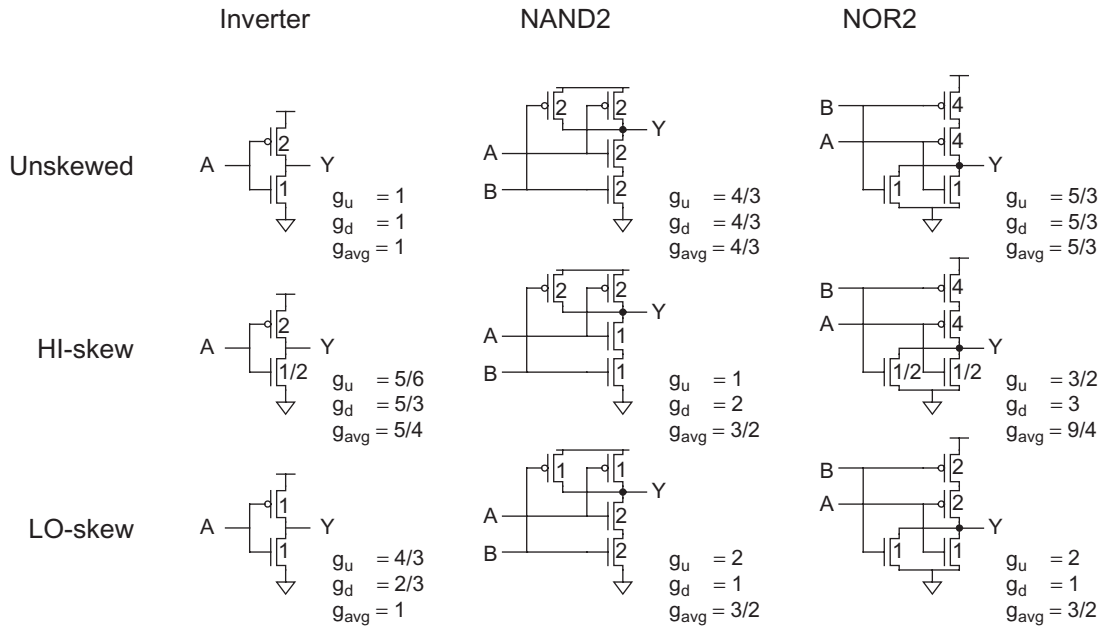 Inverter NAND2 NOR2
Unskewed
A 2 1 Y
g_u = 1
g_d = 1
g_avg = 1
A B 2 2 2 2 Y
g_u = 4/3
g_d = 4/3
g_avg = 4/3
B A 4 4 1 1 Y
g_u = 5/3
g_d = 5/3
g_avg = 5/3
HI-skew
A 2 1/2 Y
g_u = 5/6
g_d = 5/3
g_avg = 5/4
A B 2 2 1 1 Y
g_u = 1
g_d = 2
g_avg = 3/2
B A 4 4 1/2 1/2 Y
g_u = 3/2
g_d = 3
g_avg = 9/4
LO-skew
A 1 1 Y
g_u = 4/3
g_d = 2/3
g_avg = 1
A B 1 1 2 2 Y
g_u = 2
g_d = 1
g_avg = 3/2
B A 2 2 1 1 Y
g_u = 2
g_d = 1
g_avg = 3/2